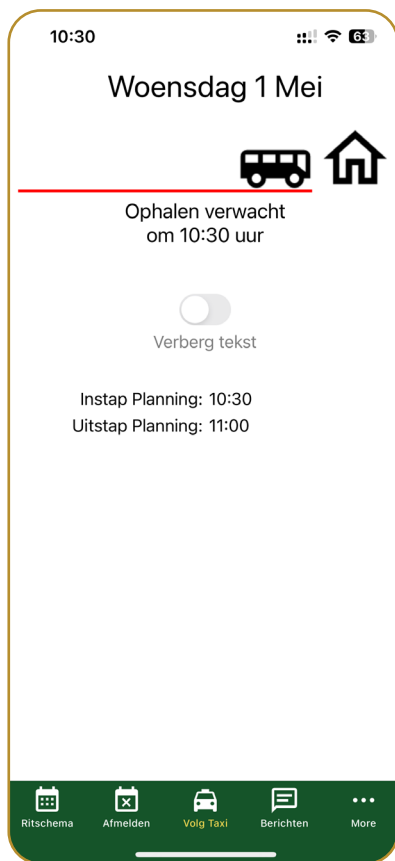 10:30
63
Woensdag 1 Mei
Ophalen verwacht
om 10:30 uur
Verberg tekst
Instap Planning: 10:30
Uitstap Planning: 11:00
Ritschema Afmelden Volg Taxi Berichten More